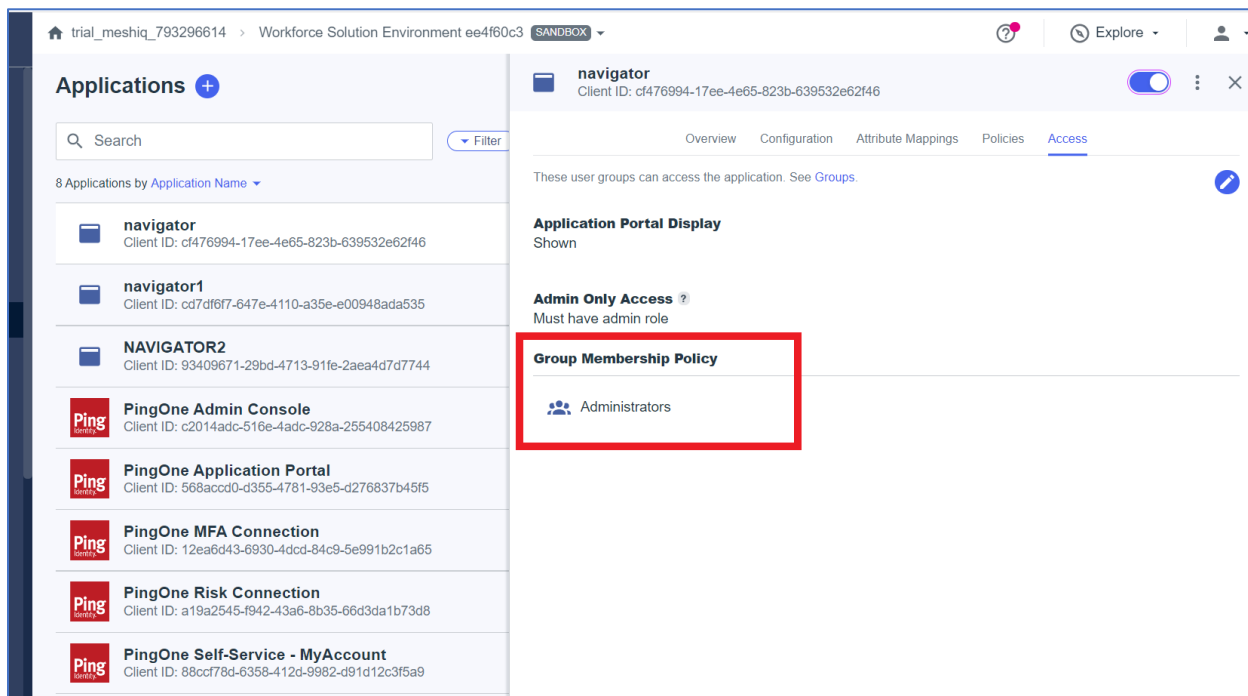 trial_meshiq_793296614 > Workforce Solution Environment ee4f60c3 SANDBOX
? Explore
Applications +
Search
Filter
8 Applications by Application Name
navigator
Client ID: cf476994-17ee-4e65-823b-639532e62f46
navigator1
Client ID: cd7df6f7-647e-4110-a35e-e00948ada535
NAVIGATOR2
Client ID: 93409671-29bd-4713-91fe-2aea4d7d7744
Ping Identity.
PingOne Admin Console
Client ID: c2014adc-516e-4adc-928a-255408425987
Ping Identity.
PingOne Application Portal
Client ID: 568accd0-d355-4781-93e5-d276837b45f5
Ping Identity.
PingOne MFA Connection
Client ID: 12ea6d43-6930-4dcd-84c9-5e991b2c1a65
Ping Identity.
PingOne Risk Connection
Client ID: a19a2545-f942-43a6-8b35-66d3da1b73d8
Ping Identity.
PingOne Self-Service - MyAccount
Client ID: 88ccf78d-6358-412d-9982-d91d12c3f5a9
navigator
Client ID: cf476994-17ee-4e65-823b-639532e62f46
Overview Configuration Attribute Mappings Policies Access
These user groups can access the application. See Groups.
Application Portal Display
Shown
Admin Only Access ?
Must have admin role
Group Membership Policy
Administrators